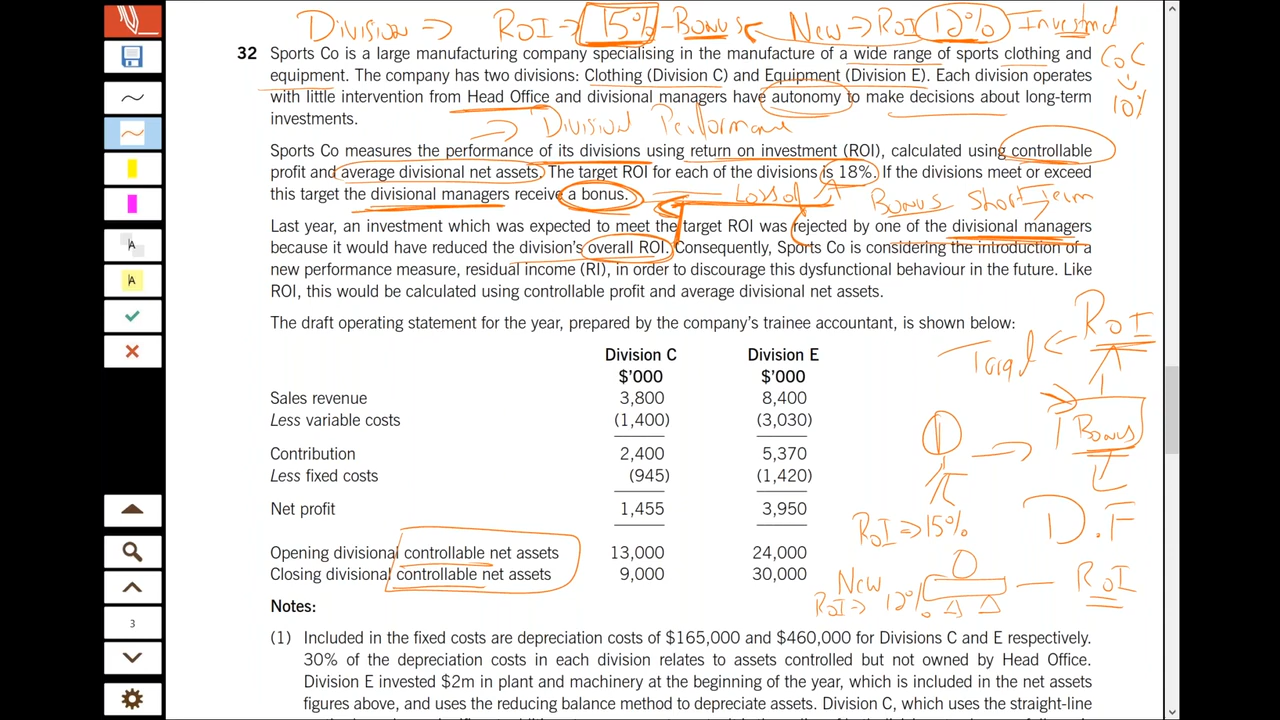 Division ⇒ ROI ⇒ 15% - Bonus New ⇒ ROI 12% Investment
32 Sports Co is a large manufacturing company specialising in the manufacture of a wide range of sports clothing and
equipment. The company has two divisions: Clothing (Division C) and Equipment (Division E). Each division operates
with little intervention from Head Office and divisional managers have autonomy to make decisions about long-term
investments.
CoC
10%
→ Division Performance
Sports Co measures the performance of its divisions using return on investment (ROI), calculated using controllable
profit and average divisional net assets. The target ROI for each of the divisions is 18%. If the divisions meet or exceed
this target the divisional managers receive a bonus.
Loss of
Bonus Short Term
Last year, an investment which was expected to meet the target ROI was rejected by one of the divisional managers
because it would have reduced the division's overall ROI. Consequently, Sports Co is considering the introduction of a
new performance measure, residual income (RI), in order to discourage this dysfunctional behaviour in the future. Like
ROI, this would be calculated using controllable profit and average divisional net assets.
The draft operating statement for the year, prepared by the company's trainee accountant, is shown below:
Division C Division E
$'000 $'000
Sales revenue 3,800 8,400
Less variable costs (1,400) (3,030)
Contribution 2,400 5,370
Less fixed costs (945) (1,420)
Net profit 1,455 3,950
Opening divisional controllable net assets 13,000 24,000
Closing divisional controllable net assets 9,000 30,000
Target ← ROI
Bonus
D.F
ROI ⇒ 15%
New
ROI ⇒ 12%
ROI
Notes:
(1) Included in the fixed costs are depreciation costs of $165,000 and $460,000 for Divisions C and E respectively.
30% of the depreciation costs in each division relates to assets controlled but not owned by Head Office.
Division E invested $2m in plant and machinery at the beginning of the year, which is included in the net assets
figures above, and uses the reducing balance method to depreciate assets. Division C, which uses the straight-line
A
A
3